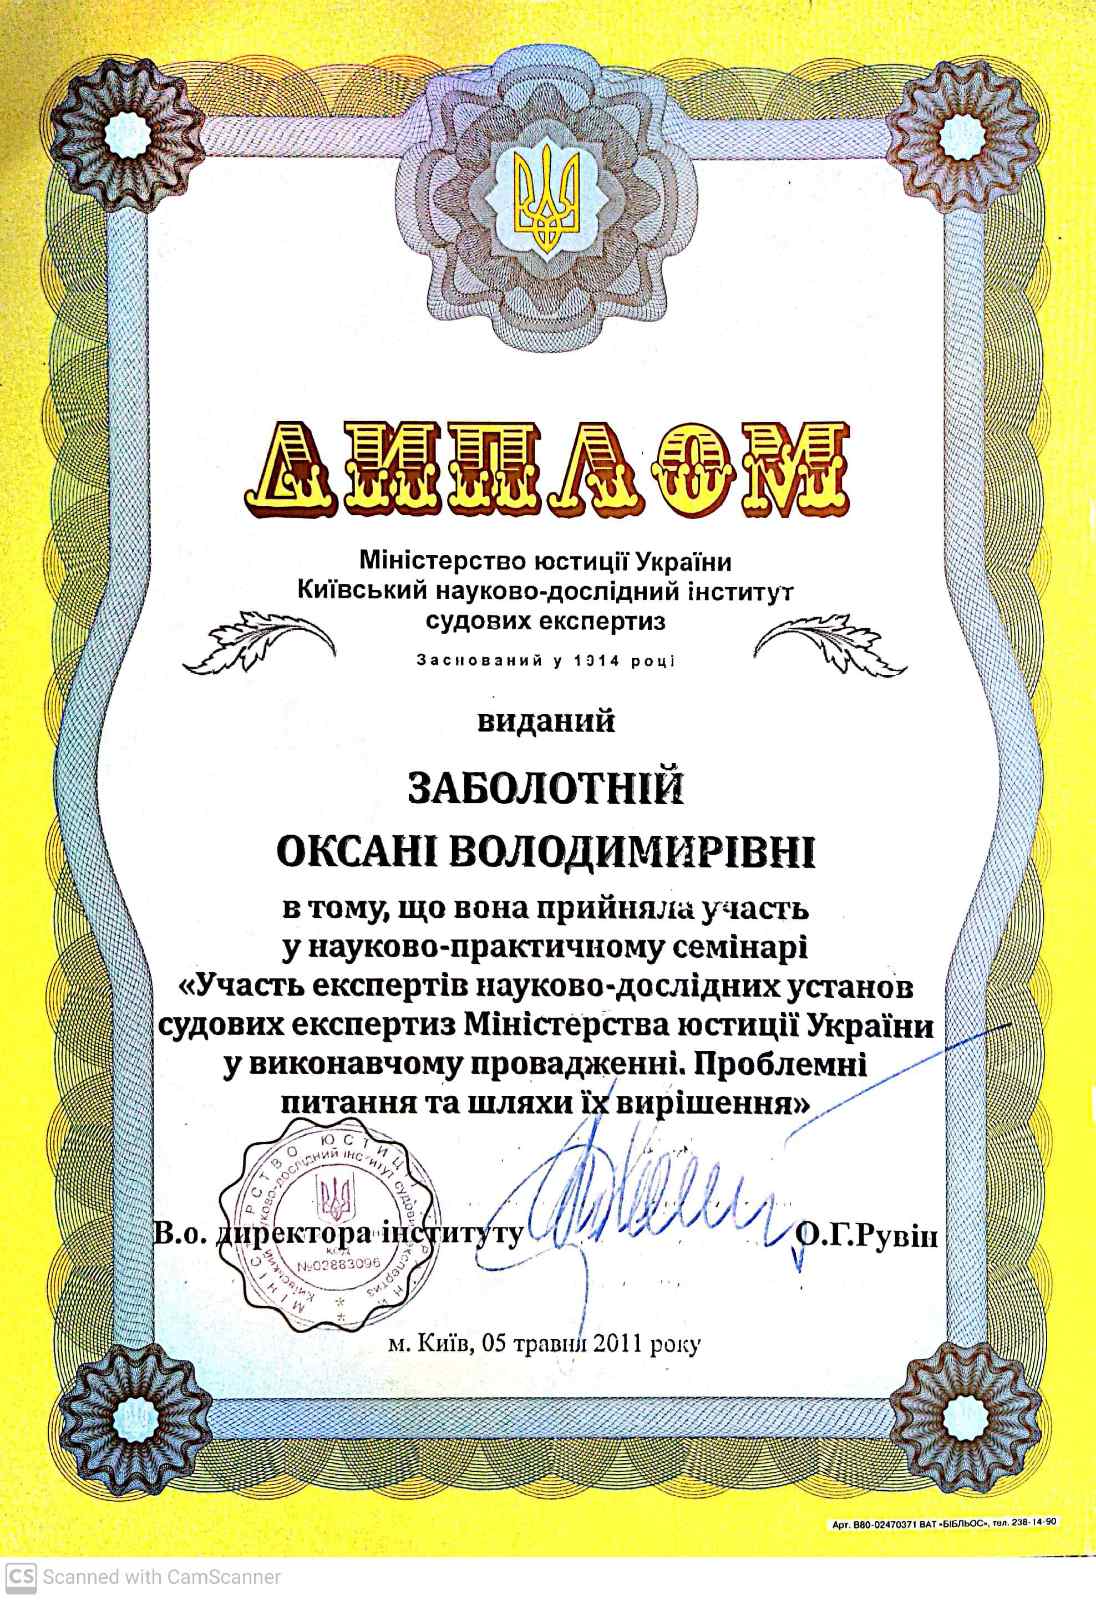 ДИПЛОМ
Міністерство юстиції України
Київський науково-дослідний інститут
судових експертиз
Заснований у 1914 році
виданий
ЗАБОЛОТНІЙ
ОКСАНІ ВОЛОДИМИРІВНІ
в тому, що вона прийняла участь
у науково-практичному семінарі
«Участь експертів науково-дослідних установ
судових експертиз Міністерства юстиції України
у виконавчому провадженні. Проблемні
питання та шляхи їх вирішення»
МІНІСТЕРСТВО ЮСТИЦІЇ
Київський науково-дослідний інститут судових експертиз
№02883096
В.о. директора інституту О.Г.Рувін
м. Київ, 05 травня 2011 року
Арт. В80-02470371 ВАТ «БІБЛЬОС», тел. 238-14-90
CS Scanned with CamScanner